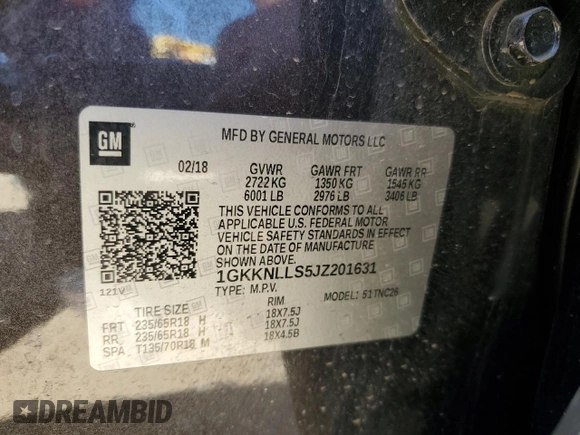 GM
MFD BY GENERAL MOTORS LLC
02/18 GVWR GAWR FRT GAWR RR
2722 KG 1350 KG 1545 KG
6001 LB 2976 LB 3406 LB
THIS VEHICLE CONFORMS TO ALL
APPLICABLE U.S. FEDERAL MOTOR
VEHICLE SAFETY STANDARDS IN EFFECT
ON THE DATE OF MANUFACTURE
SHOWN ABOVE.
1GKKNLLS5JZ201631
121V TYPE: M.P.V. MODEL: 51TNC26
TIRE SIZE RIM
FRT 235/65R18 H 18X7.5J
RR 235/65R18 H 18X7.5J
SPA T135/70R18 M 18X4.5B
DREAMBID